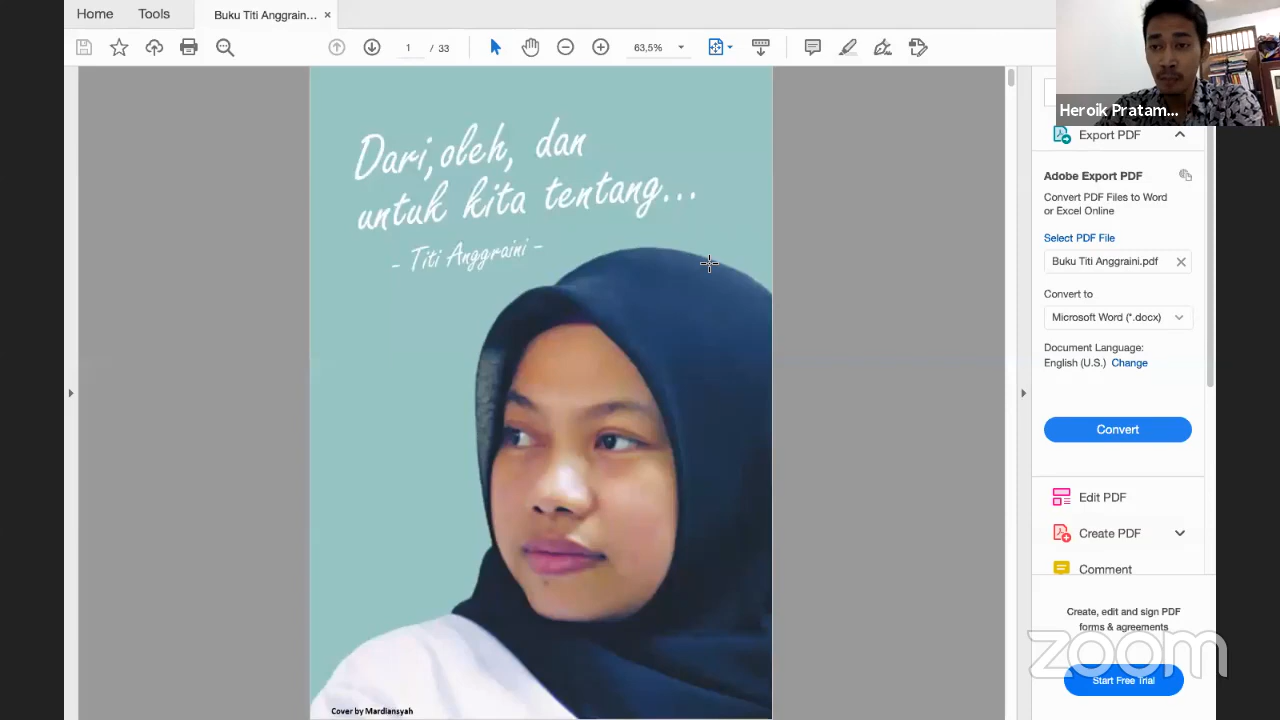 Home
Tools
Buku Titi Anggrain... ×
1 / 33
63,5%
Dari, oleh, dan
untuk kita tentang...
- Titi Anggraini -
Cover by Mardiansyah
Heroik Pratam...
Export PDF
Adobe Export PDF
Convert PDF Files to Word
or Excel Online
Select PDF File
Buku Titi Anggraini.pdf
Convert to
Microsoft Word (*.docx)
Document Language:
English (U.S.) Change
Convert
Edit PDF
Create PDF
Comment
Create, edit and sign PDF
forms & agreements
zoom
Start Free Trial